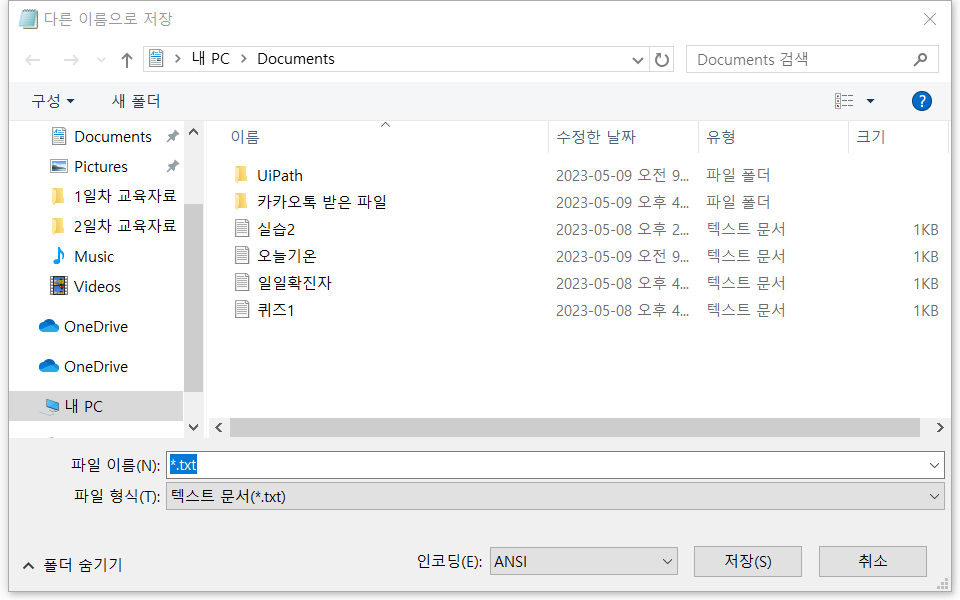 다른 이름으로 저장
내 PC > Documents
Documents 검색
구성
새 폴더
?
Documents
Pictures
1일차 교육자료
2일차 교육자료
Music
Videos
OneDrive
OneDrive
내 PC
이름 수정한 날짜 유형 크기
UiPath 2023-05-09 오전 9... 파일 폴더
카카오톡 받은 파일 2023-05-09 오후 4... 파일 폴더
실습2 2023-05-08 오후 2... 텍스트 문서 1KB
오늘기온 2023-05-09 오전 9... 텍스트 문서 1KB
일일확진자 2023-05-08 오후 4... 텍스트 문서 1KB
퀴즈1 2023-05-08 오후 4... 텍스트 문서 1KB
파일 이름(N): *.txt
파일 형식(T): 텍스트 문서(*.txt)
폴더 숨기기
인코딩(E): ANSI
저장(S)
취소